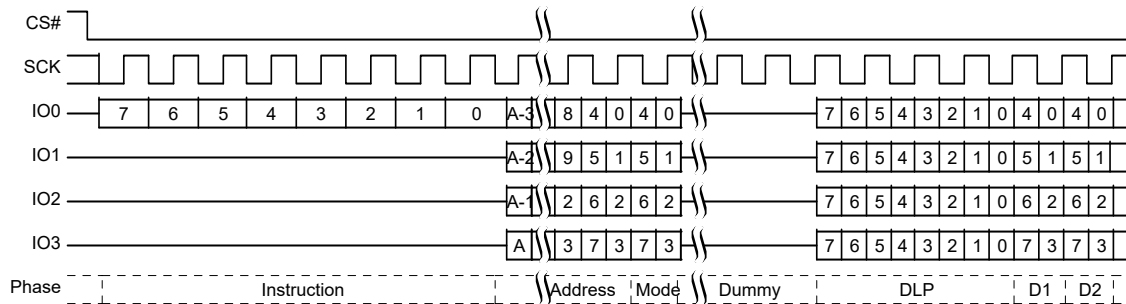 CS#
SCK
IO0 7 6 5 4 3 2 1 0 A-3 8 4 0 4 0 7 6 5 4 3 2 1 0 4 0 4 0
IO1 A-2 9 5 1 5 1 7 6 5 4 3 2 1 0 5 1 5 1
IO2 A-1 2 6 2 6 2 7 6 5 4 3 2 1 0 6 2 6 2
IO3 A 3 7 3 7 3 7 6 5 4 3 2 1 0 7 3 7 3
Phase Instruction Address Mode Dummy DLP D1 D2